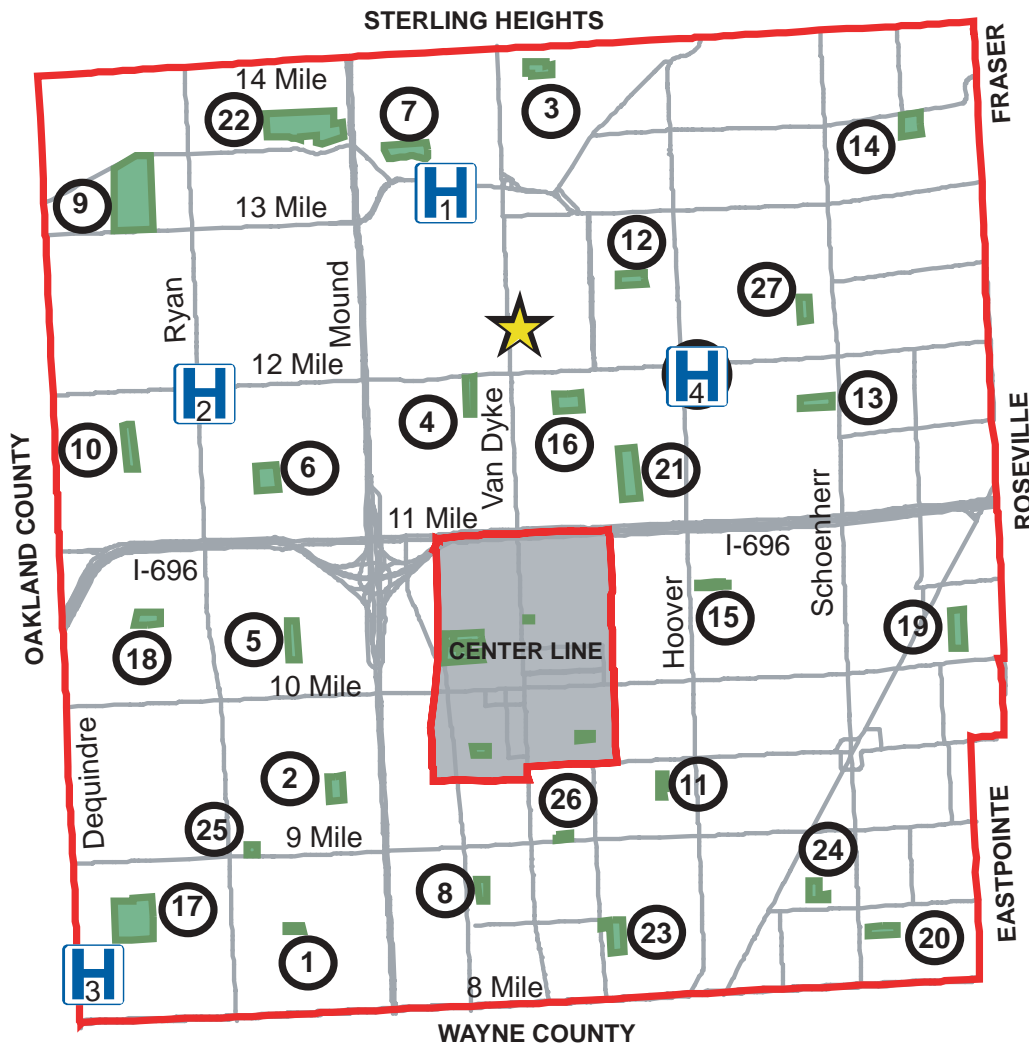 STERLING HEIGHTS
14 Mile
3
22
7
FRASER
14
9
H
1
13 Mile
12
27
Ryan
Mound
12 Mile
H
2
H
4
4
Van Dyke
13
10
16
6
21
OAKLAND COUNTY
ROSEVILLE
11 Mile
I-696
I-696
Schoenherr
Hoover
15
19
18
5
CENTER LINE
10 Mile
Dequindre
2
26
11
25
9 Mile
24
EASTPOINTE
8
17
23
20
1
H
3
8 Mile
WAYNE COUNTY